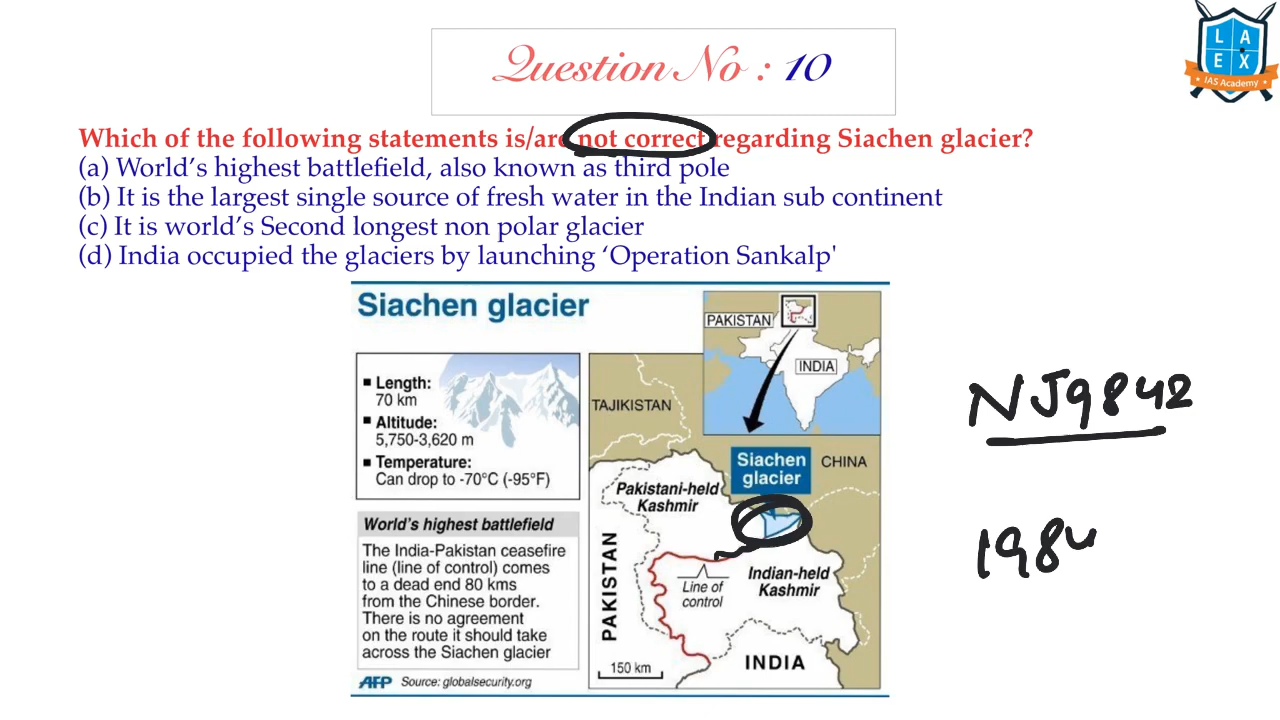 Question No : 10
L A
E X
IAS Academy
Which of the following statements is/are not correct regarding Siachen glacier?
(a) World's highest battlefield, also known as third pole
(b) It is the largest single source of fresh water in the Indian sub continent
(c) It is world's Second longest non polar glacier
(d) India occupied the glaciers by launching ‘Operation Sankalp'
Siachen glacier
Length:
70 km
Altitude:
5,750-3,620 m
Temperature:
Can drop to -70°C (-95°F)
World's highest battlefield
The India-Pakistan ceasefire
line (line of control) comes
to a dead end 80 kms
from the Chinese border.
There is no agreement
on the route it should take
across the Siachen glacier
AFP Source: globalsecurity.org
PAKISTAN
INDIA
TAJIKISTAN
Siachen
glacier
CHINA
Pakistani-held
Kashmir
PAKISTAN
Line of
control
Indian-held
Kashmir
150 km
INDIA
NJ9842
1984